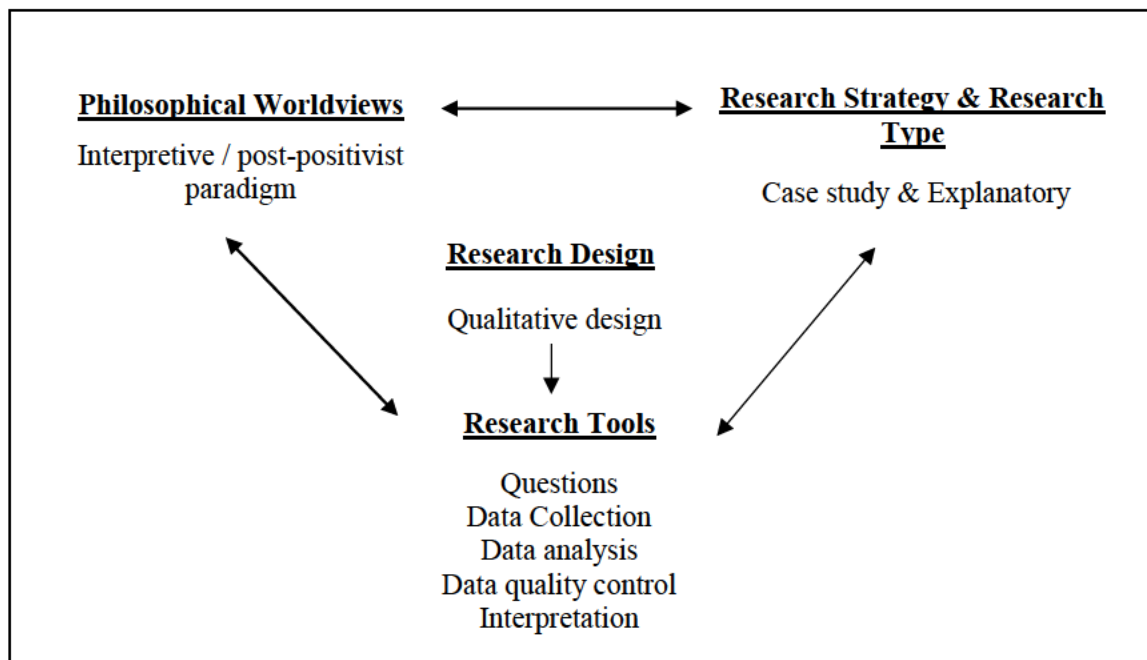 Philosophical Worldviews
Interpretive / post-positivist
paradigm
Research Strategy & Research
Type
Case study & Explanatory
Research Design
Qualitative design
Research Tools
Questions
Data Collection
Data analysis
Data quality control
Interpretation